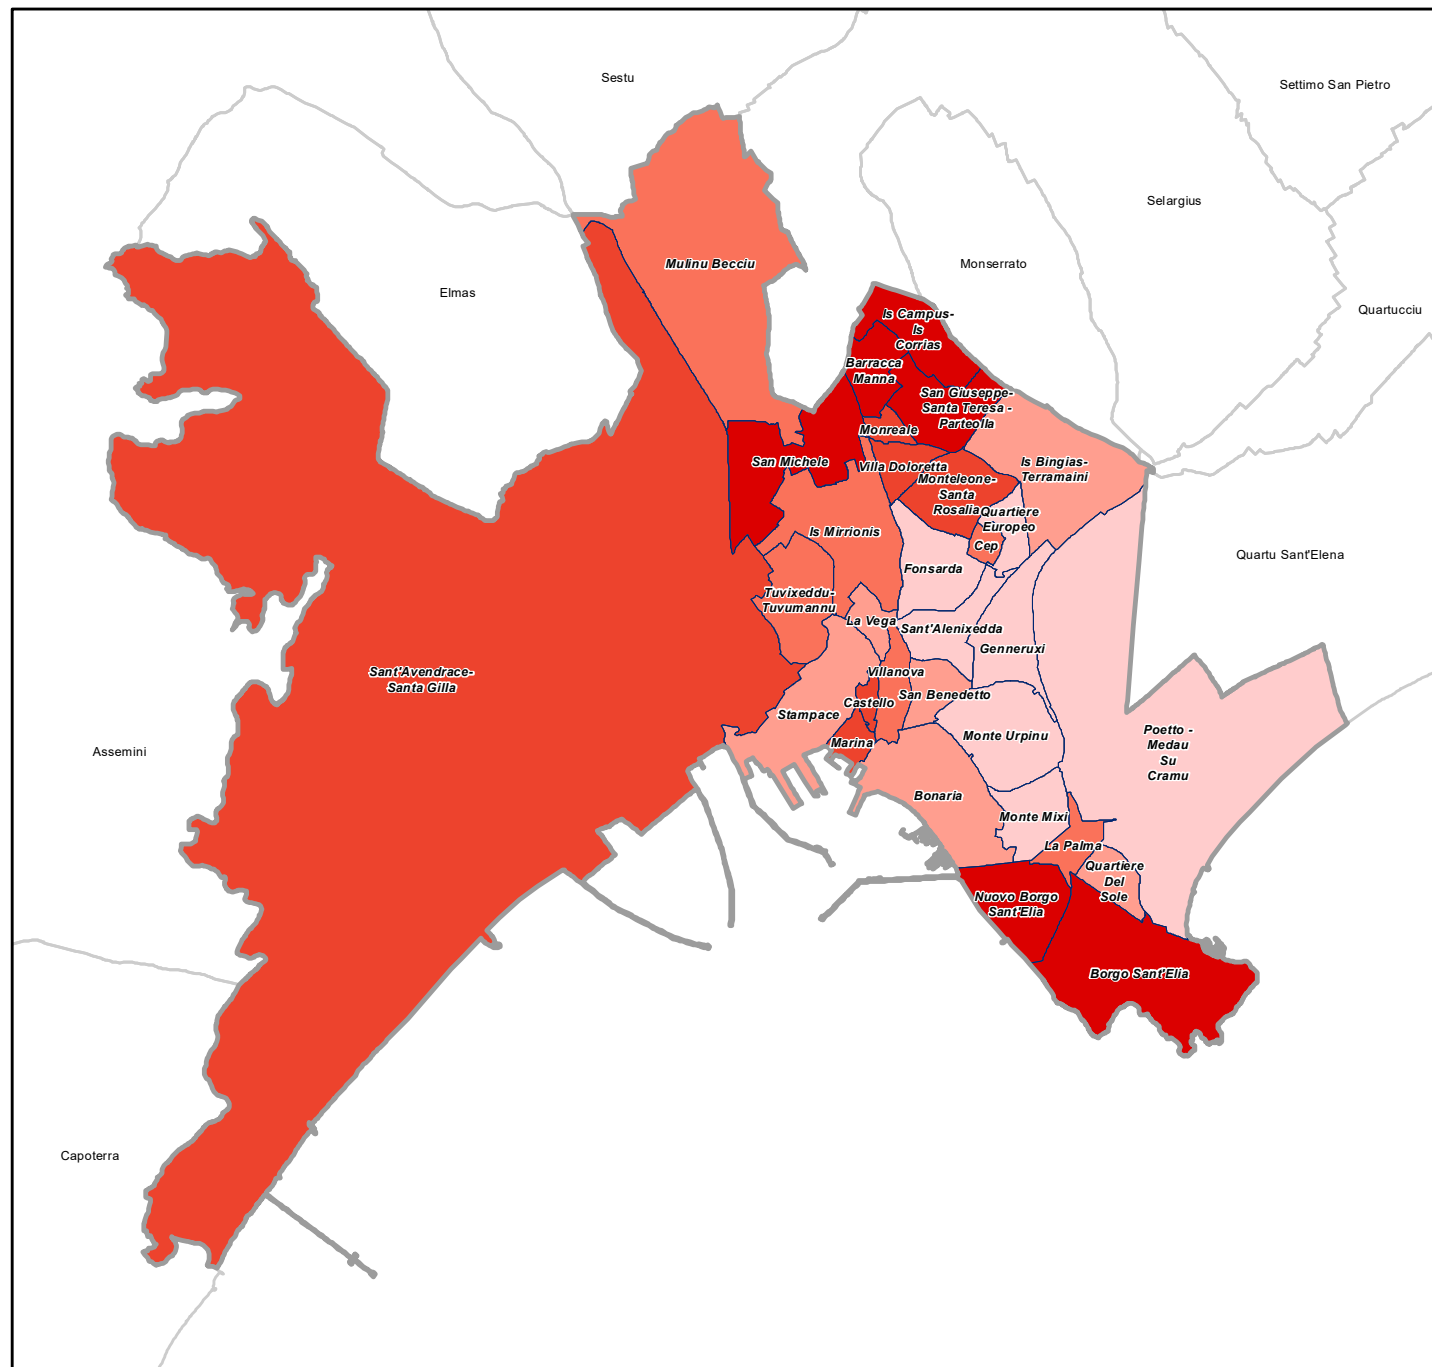 Sestu
Settimo San Pietro
Selargius
Mulinu Becciu
Monserrato
Elmas
Quartucciu
Is Campus-
Is
Corrias
Barracca
Manna
San Giuseppe-
Santa Teresa -
Parteolla
Monreale
San Michele
Villa Doloretta
Is Bingias-
Terramaini
Monteleone-
Santa
Rosalia
Quartiere
Europeo
Is Mirrionis
Cep
Quartu Sant'Elena
Fonsarda
Tuvixeddu-
Tuvumannu
La Vega
Sant'Alenixedda
Genneruxi
Sant'Avendrace-
Santa Gilla
Villanova
San Benedetto
Castello
Stampace
Marina
Monte Urpinu
Poetto -
Medau
Su
Cramu
Assemini
Bonaria
Monte Mixi
La Palma
Quartiere
Del
Sole
Nuovo Borgo
Sant'Elia
Borgo Sant'Elia
Capoterra